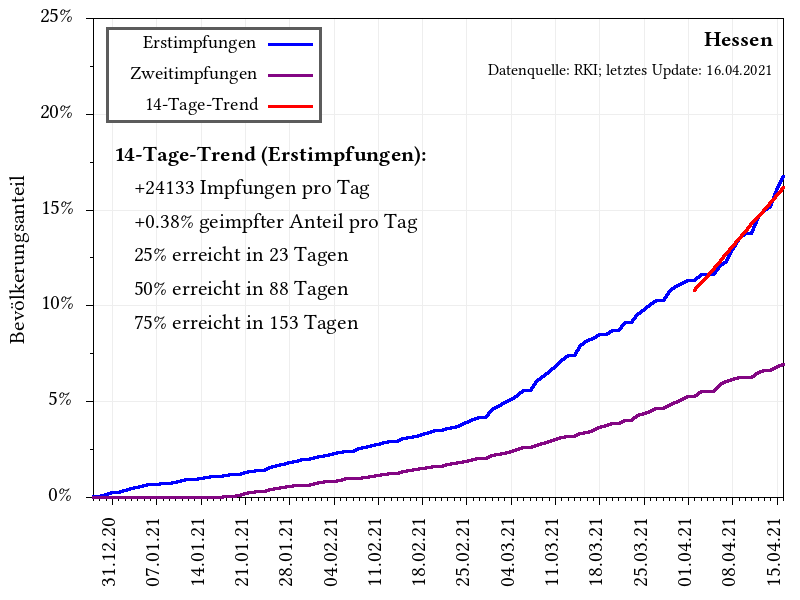 25%
20%
15%
10%
5%
0%
Bevölkerungsanteil
Erstimpfungen
Zweitimpfungen
14-Tage-Trend
Hessen
Datenquelle: RKI; letztes Update: 16.04.2021
14-Tage-Trend (Erstimpfungen):
+24133 Impfungen pro Tag
+0.38% geimpfter Anteil pro Tag
25% erreicht in 23 Tagen
50% erreicht in 88 Tagen
75% erreicht in 153 Tagen
31.12.20
07.01.21
14.01.21
21.01.21
28.01.21
04.02.21
11.02.21
18.02.21
25.02.21
04.03.21
11.03.21
18.03.21
25.03.21
01.04.21
08.04.21
15.04.21